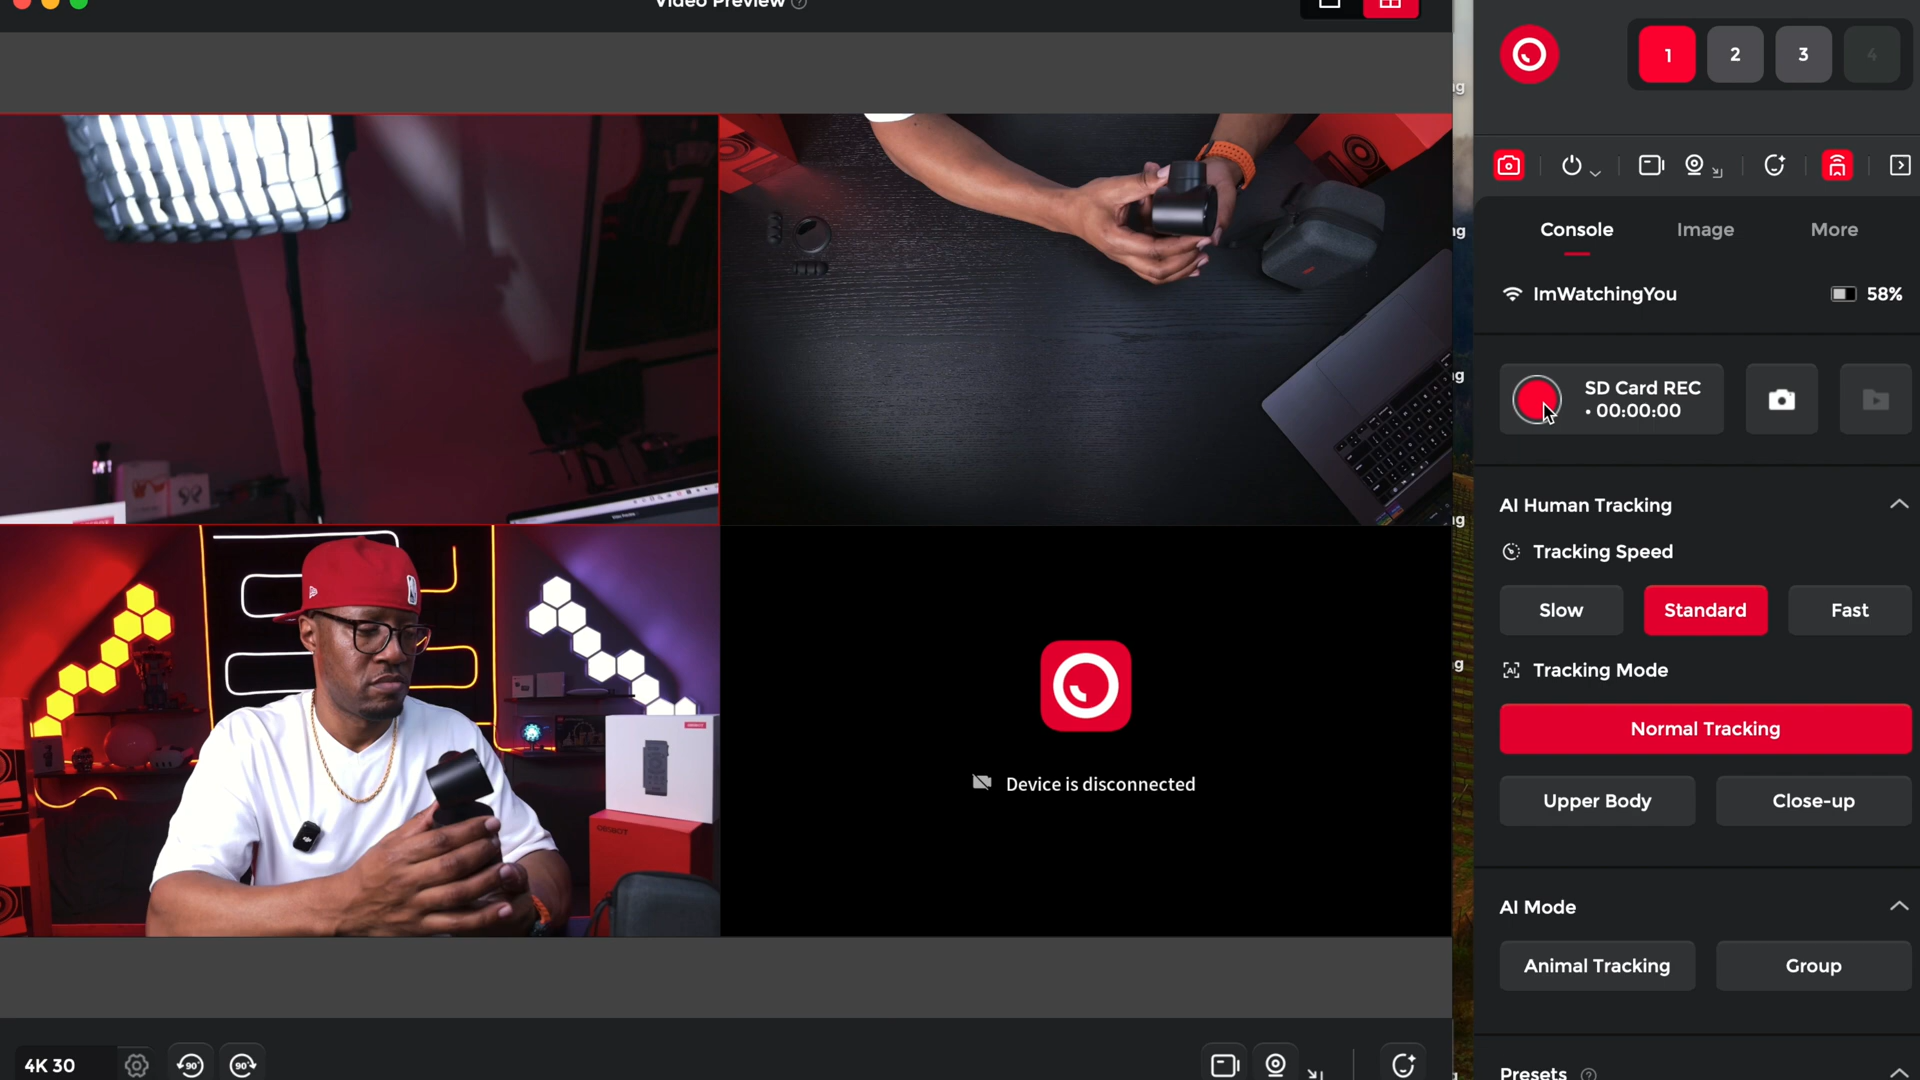 Video Preview
1
2
3
4
Console
Image
More
ImWatchingYou
58%
SD Card REC
• 00:00:00
AI Human Tracking
Tracking Speed
Slow
Standard
Fast
Tracking Mode
Normal Tracking
Upper Body
Close-up
Device is disconnected
AI Mode
Animal Tracking
Group
4K 30
90°
90°
Presets